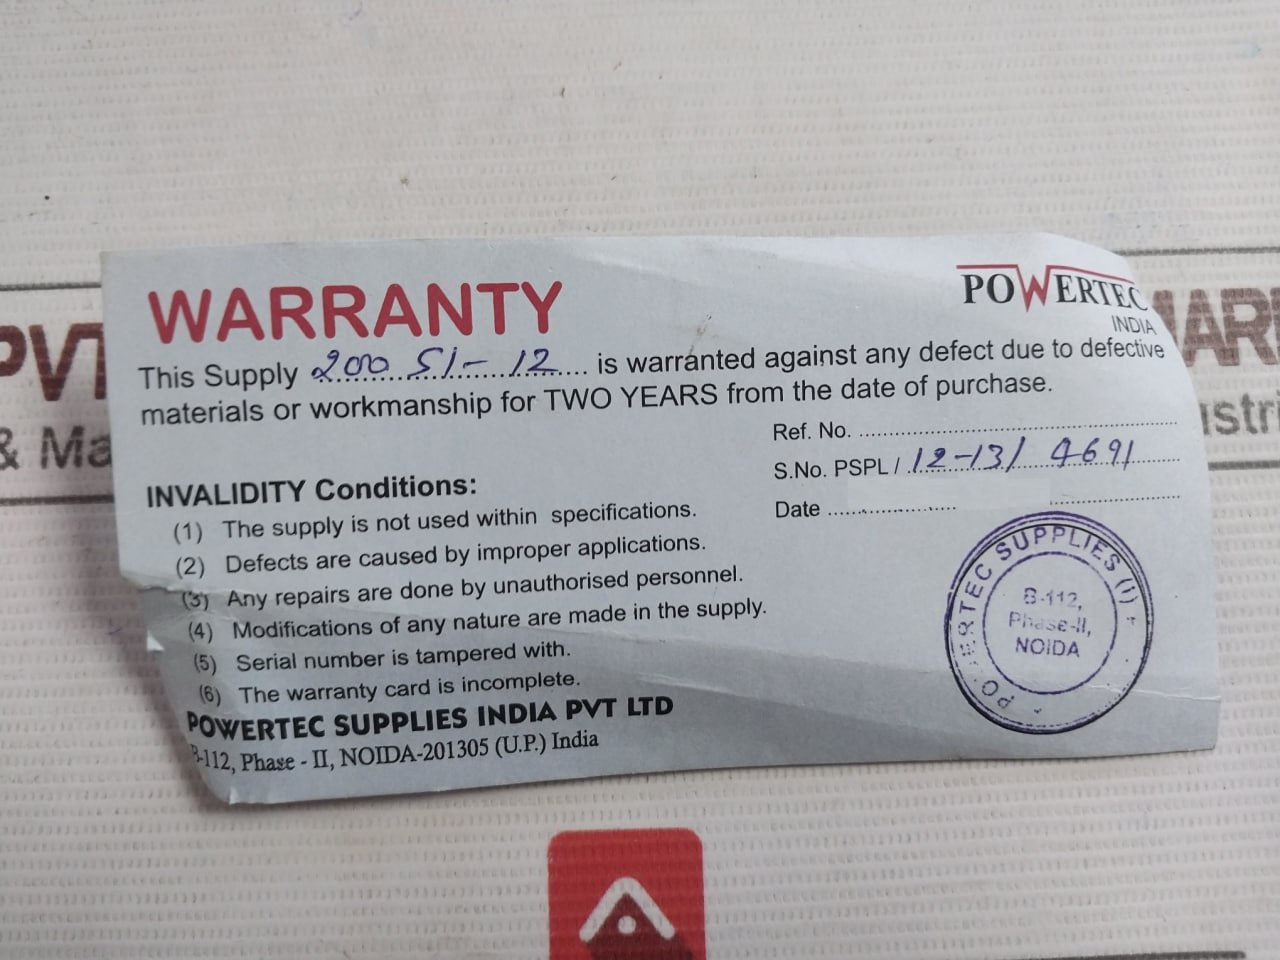 WARRANTY
POWERTEC
INDIA
This Supply 200 SI-12 is warranted against any defect due to defective
materials or workmanship for TWO YEARS from the date of purchase.
Ref. No.
S.No. PSPL / 12-13/ 4691
Date
INVALIDITY Conditions:
(1) The supply is not used within specifications.
(2) Defects are caused by improper applications.
(3) Any repairs are done by unauthorised personnel.
(4) Modifications of any nature are made in the supply.
(5) Serial number is tampered with.
(6) The warranty card is incomplete.
POWERTEC SUPPLIES INDIA PVT LTD
B-112, Phase - II, NOIDA-201305 (U.P.) India
POWERTEC SUPPLIES (I)
B-112,
Phase-II,
NOIDA
PVT
& Ma